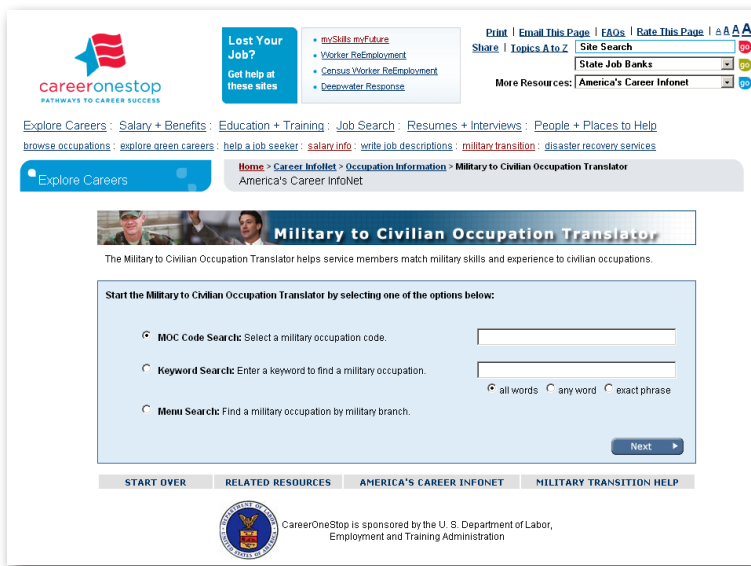 careeronestop
PATHWAYS TO CAREER SUCCESS
Lost Your
Job?
Get help at
these sites
mySkills myFuture
Worker ReEmployment
Census Worker ReEmployment
Deepwater Response
Print | Email This Page | FAQs | Rate This Page | A A A A
Share | Topics A to Z Site Search go
State Job Banks go
More Resources: America's Career Infonet go
Explore Careers : Salary + Benefits : Education + Training : Job Search : Resumes + Interviews : People + Places to Help
browse occupations : explore green careers : help a job seeker : salary info : write job descriptions : military transition : disaster recovery services
Explore Careers
Home > Career InfoNet > Occupation Information > Military to Civilian Occupation Translator
America's Career InfoNet
Military to Civilian Occupation Translator
The Military to Civilian Occupation Translator helps service members match military skills and experience to civilian occupations.
Start the Military to Civilian Occupation Translator by selecting one of the options below:
MOC Code Search: Select a military occupation code.
Keyword Search: Enter a keyword to find a military occupation.
all words any word exact phrase
Menu Search: Find a military occupation by military branch.
Next
START OVER RELATED RESOURCES AMERICA'S CAREER INFONET MILITARY TRANSITION HELP
DEPARTMENT OF LABOR
UNITED STATES OF AMERICA
CareerOneStop is sponsored by the U. S. Department of Labor,
Employment and Training Administration